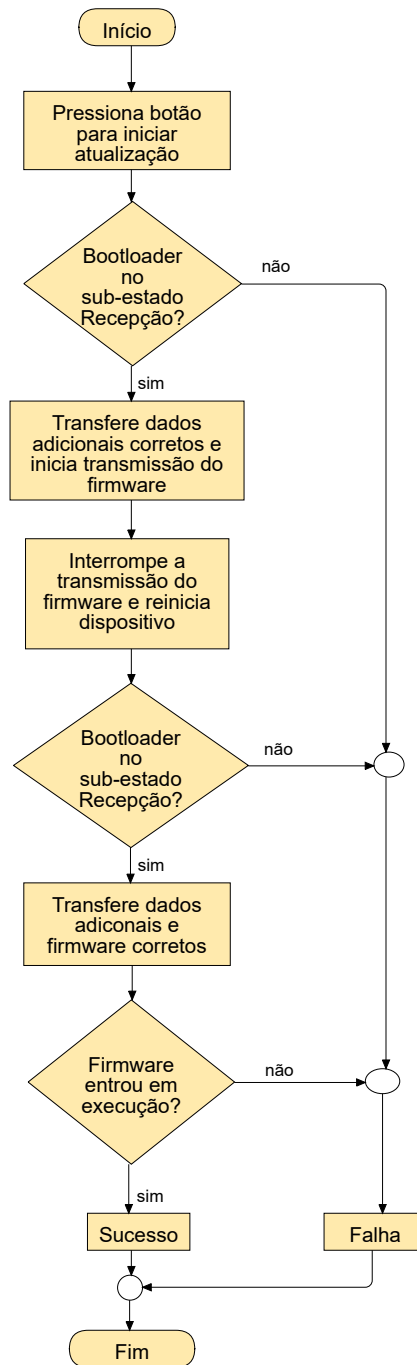 Início
Pressiona botão
para iniciar
atualização
Bootloader
no
sub-estado
Recepção?
não
sim
Transfere dados
adicionais corretos e
inicia transmissão do
firmware
Interrompe a
transmissão do
firmware e reinicia
dispositivo
Bootloader
no
sub-estado
Recepção?
não
sim
Transfere dados
adiconais e
firmware corretos
Firmware
entrou em
execução?
não
sim
Sucesso
Falha
Fim